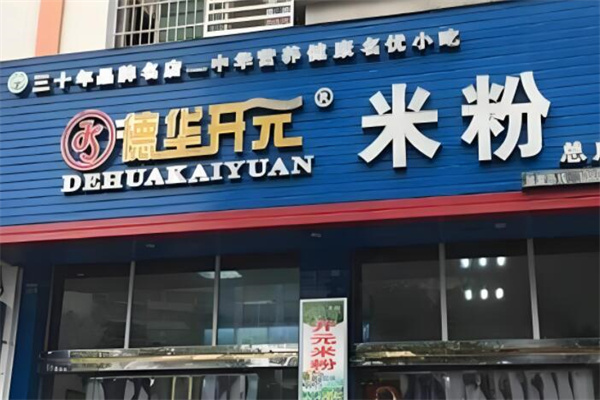 三十年品牌名店—中华营养健康名优小吃
德华开元® 米粉
DEHUAKAIYUAN
总
开元米粉